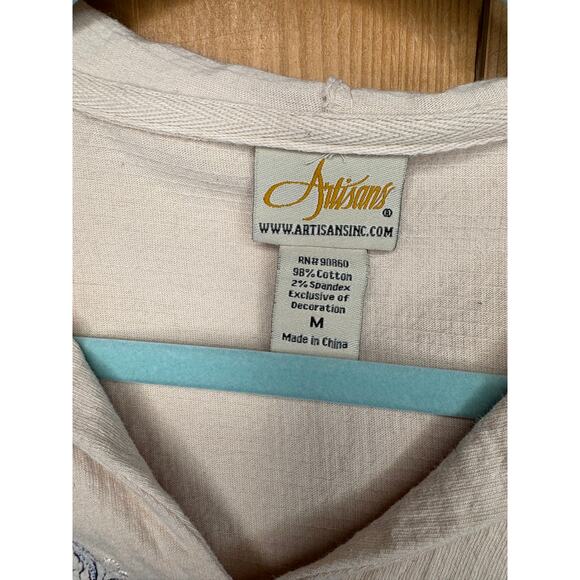 Artisans®
WWW.ARTISANSINC.COM
RN# 90860
98% Cotton
2% Spandex
Exclusive of
Decoration
M
Made in China